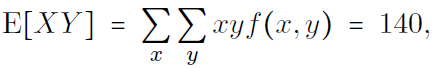 E[XY] = ∑_x ∑_y xyf(x, y) = 140,